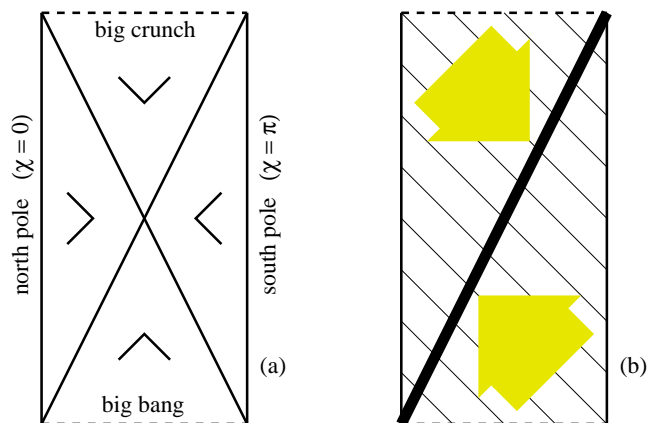 big crunch
north pole (χ = 0)
south pole (χ = π)
big bang
(a)
(b)